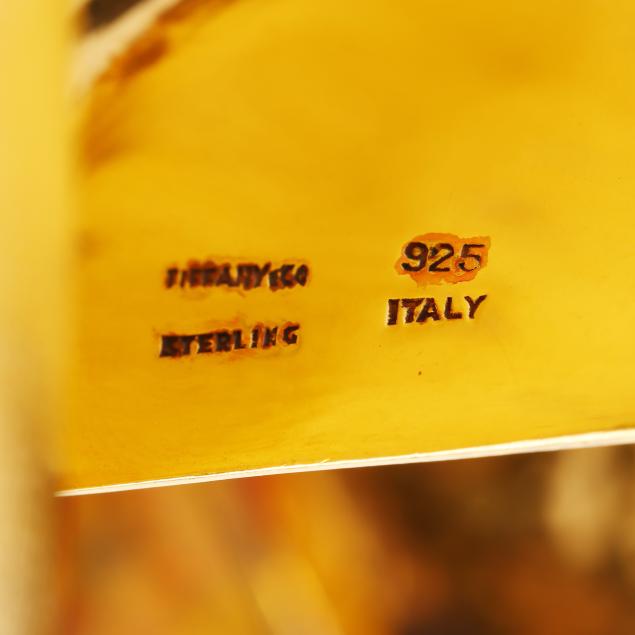 TIFFANY & CO
STERLING
925
ITALY